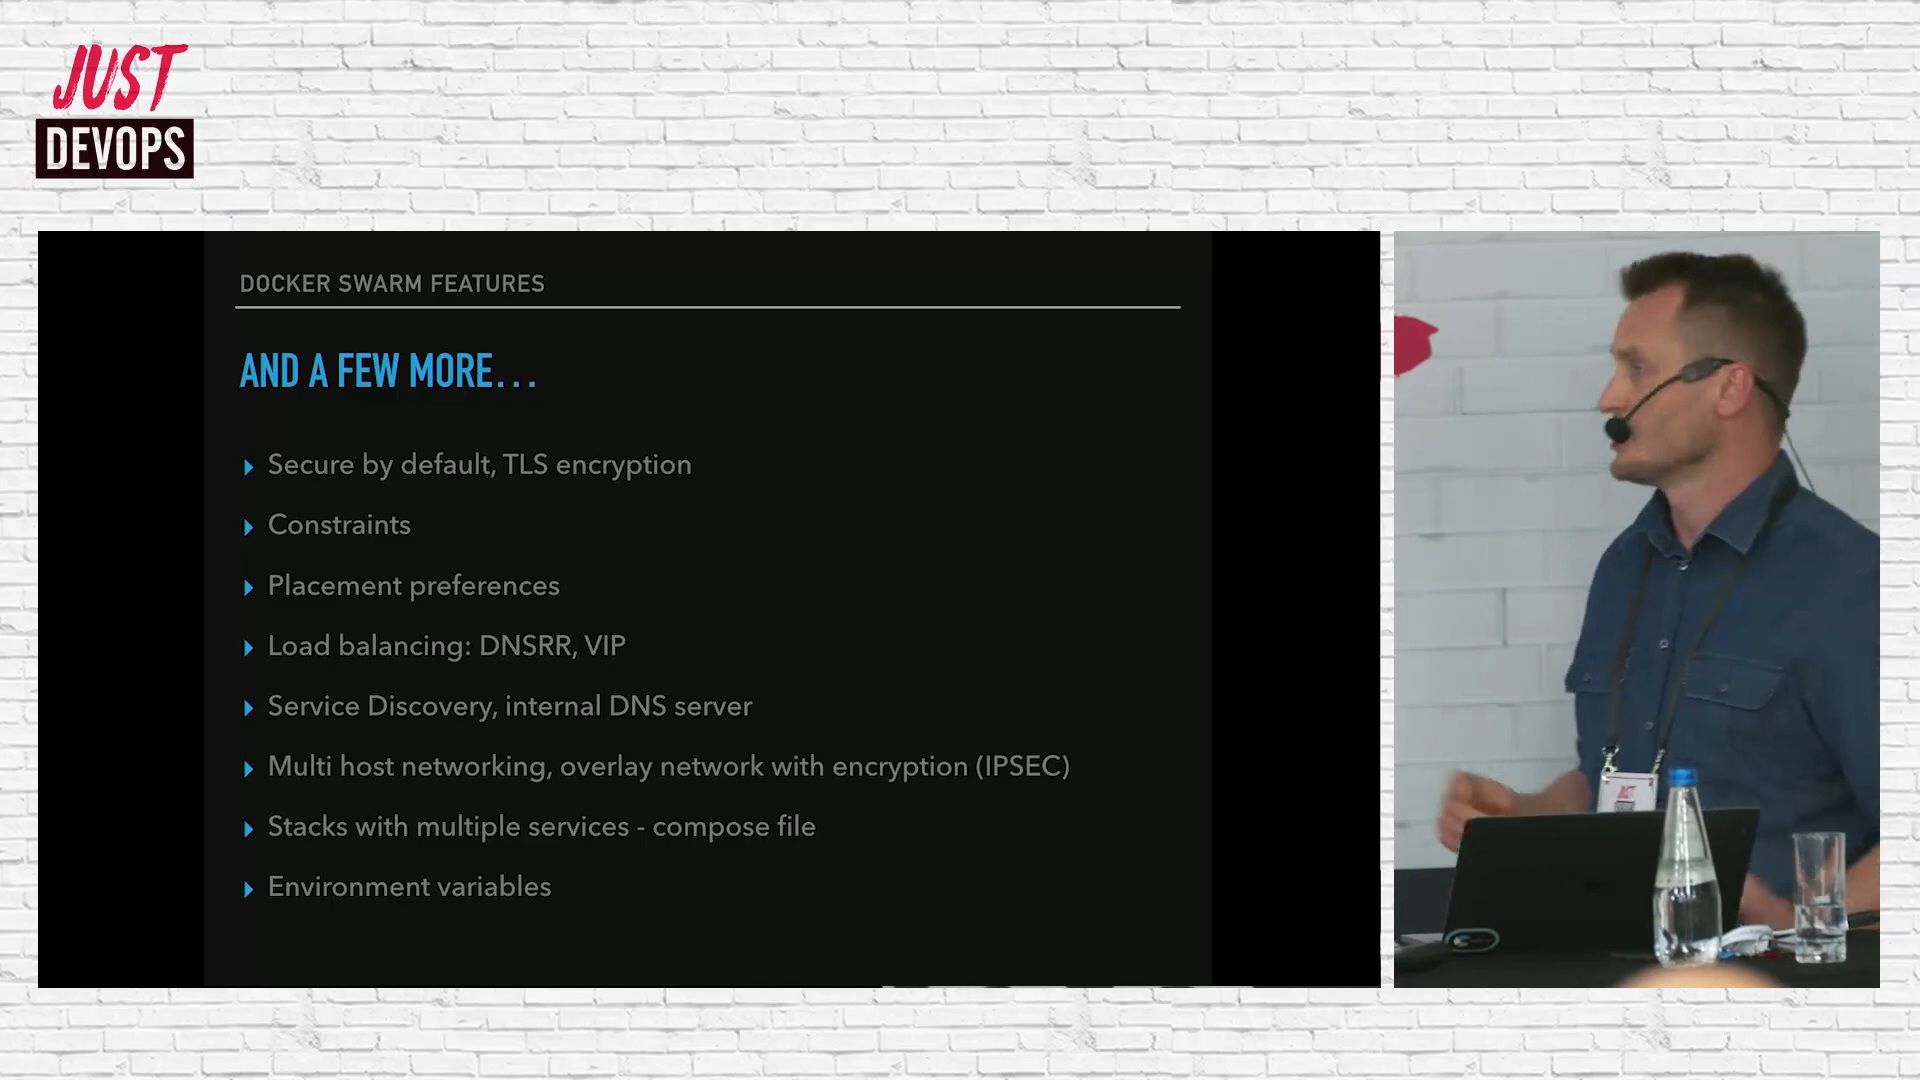 JUST
DEVOPS
DOCKER SWARM FEATURES
AND A FEW MORE...
Secure by default, TLS encryption
Constraints
Placement preferences
Load balancing: DNSRR, VIP
Service Discovery, internal DNS server
Multi host networking, overlay network with encryption (IPSEC)
Stacks with multiple services - compose file
Environment variables
JUST